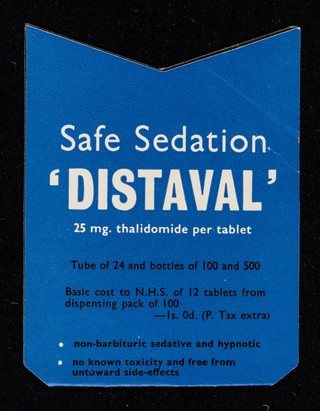 Safe Sedation
‘DISTAVAL’
25 mg. thalidomide per tablet
Tube of 24 and bottles of 100 and 500
Basic cost to N.H.S. of 12 tablets from
dispensing pack of 100
—1s. 0d. (P. Tax extra)
• non-barbituric sedative and hypnotic
• no known toxicity and free from
untoward side-effects